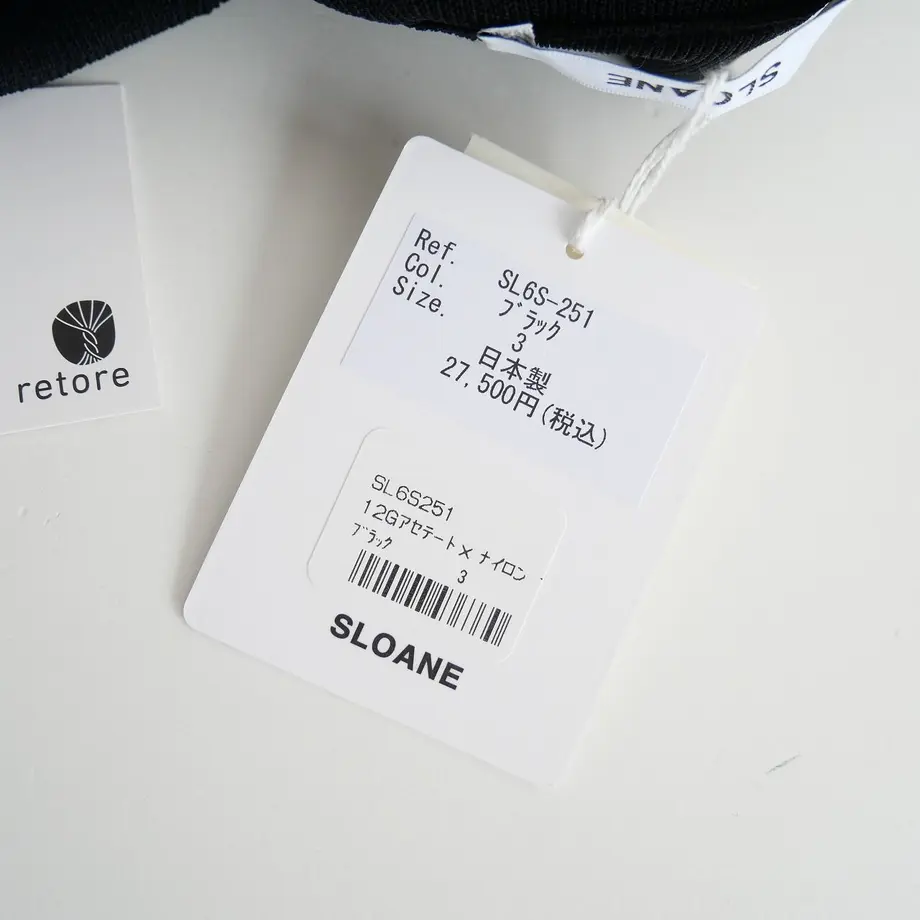 SLOANE
retore
Ref. SL6S-251
Col. ブラック
Size. 3
日本製
27,500円(税込)
SL6S251
12Gアセテート×ナイロン
ブラック 3
SLOANE